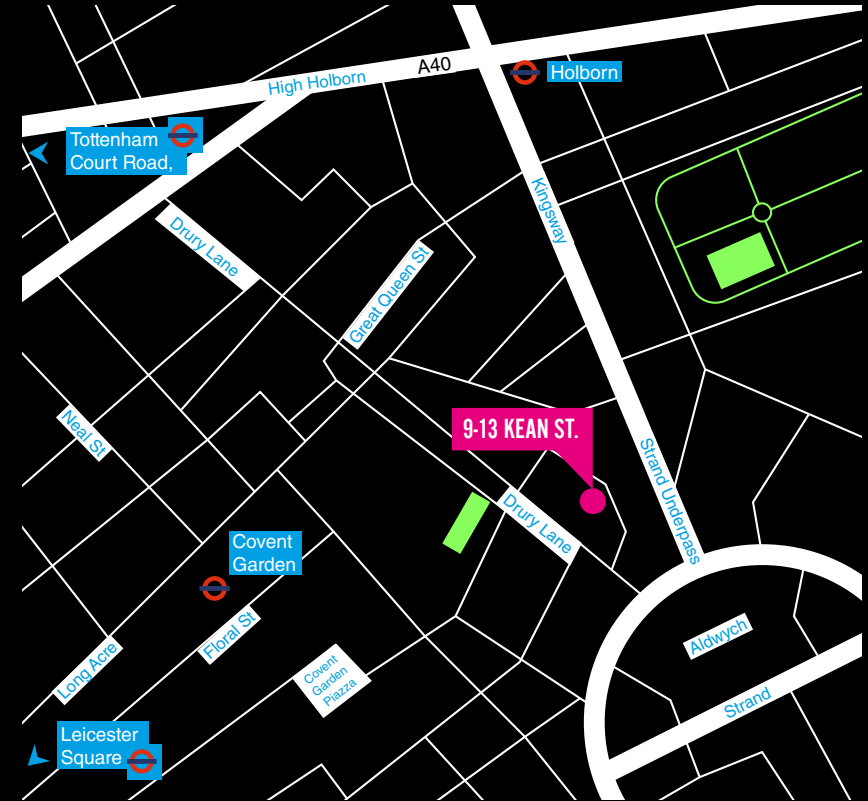 A40
High Holborn
Holborn
Tottenham
Court Road,
Kingsway
Drury Lane
Great Queen St
Neal St
9-13 KEAN ST.
Strand Underpass
Drury Lane
Covent
Garden
Floral St
Aldwych
Long Acre
Covent
Garden
Piazza
Strand
Leicester
Square